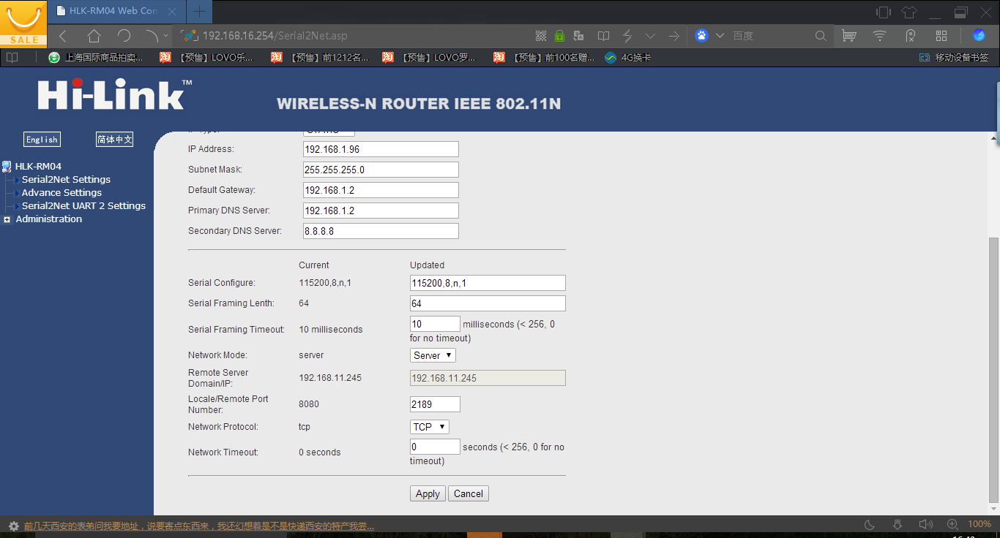 HLK-RM04 Web Con
SALE
192.168.16.254/Serial2Net.asp
百度
上海国际商品拍卖...
淘 【预售】LOVO乐...
淘 【预售】前1212名...
淘 【预售】LOVO罗...
淘 【预售】前100名赠...
4G换卡
移动设备书签
Hi-Link™
WIRELESS-N ROUTER IEEE 802.11N
English
简体中文
HLK-RM04
Serial2Net Settings
Advance Settings
Serial2Net UART 2 Settings
Administration
IP Address: 192.168.1.96
Subnet Mask: 255.255.255.0
Default Gateway: 192.168.1.2
Primary DNS Server: 192.168.1.2
Secondary DNS Server: 8.8.8.8
Current Updated
Serial Configure: 115200,8,n,1 115200,8,n,1
Serial Framing Lenth: 64 64
Serial Framing Timeout: 10 milliseconds 10 milliseconds (< 256, 0
for no timeout)
Network Mode: server Server
Remote Server
Domain/IP: 192.168.11.245 192.168.11.245
Locale/Remote Port
Number: 8080 2189
Network Protocol: tcp TCP
Network Timeout: 0 seconds 0 seconds (< 256, 0 for no
timeout)
Apply Cancel
前几天西安的表弟问我要地址，说要寄点东西来，我还幻想着是不是快递西安的特产我尝...
100%